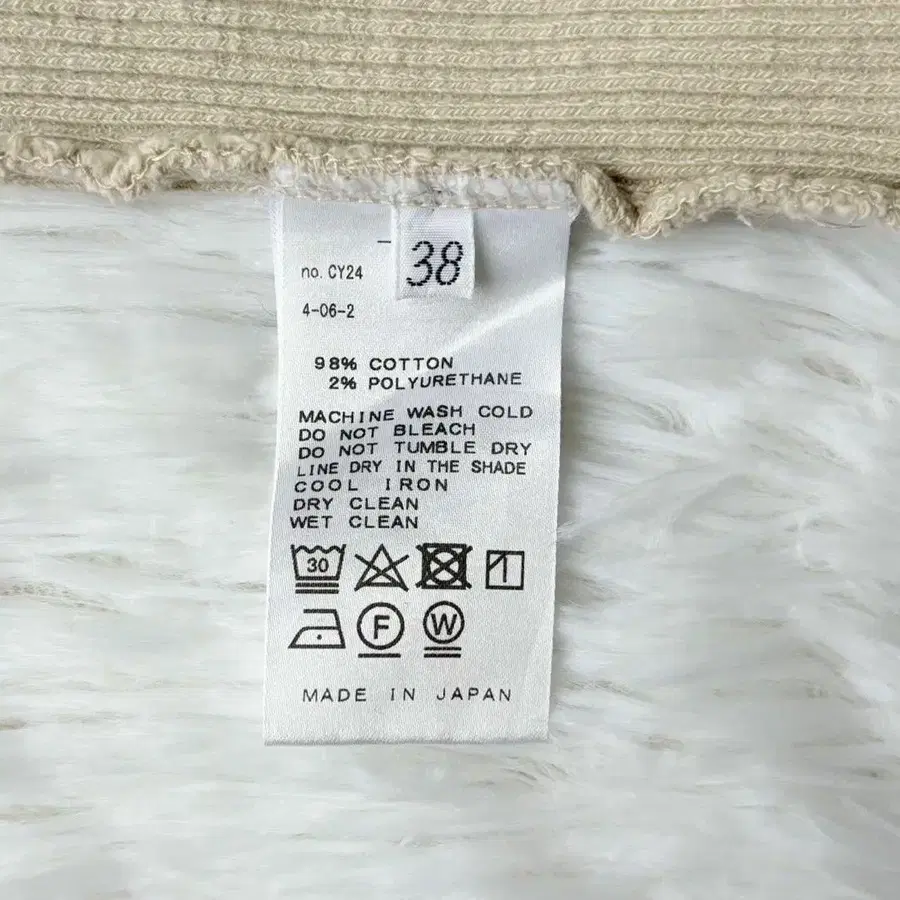 38
no. CY24
4-06-2
98% COTTON
2% POLYURETHANE
MACHINE WASH COLD
DO NOT BLEACH
DO NOT TUMBLE DRY
LINE DRY IN THE SHADE
COOL IRON
DRY CLEAN
WET CLEAN
30
F W
MADE IN JAPAN